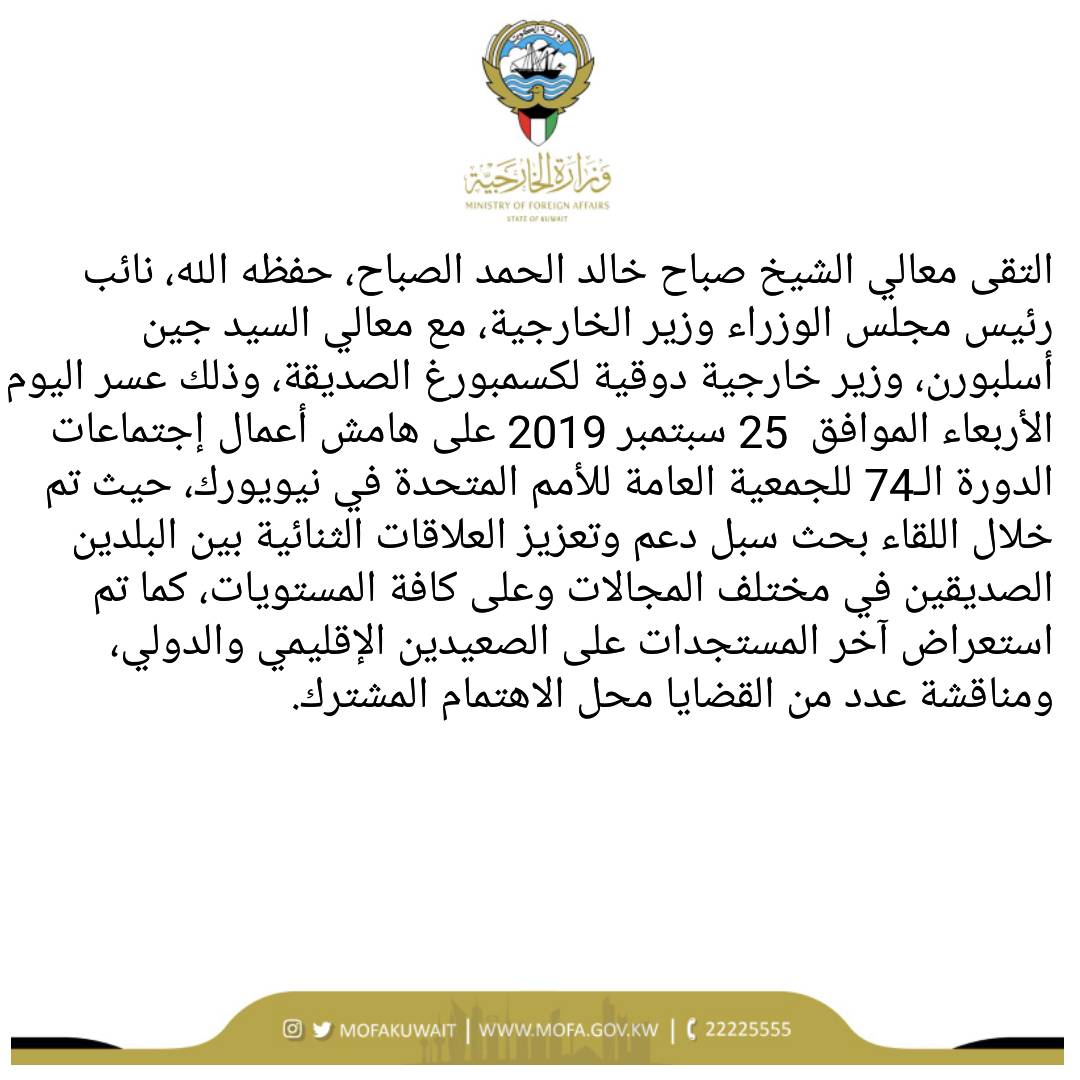 دولة الكويت
وزارة الخارجية
MINISTRY OF FOREIGN AFFAIRS
STATE OF KUWAIT
التقى معالي الشيخ صباح خالد الحمد الصباح، حفظه الله، نائب
رئيس مجلس الوزراء وزير الخارجية، مع معالي السيد جين
أسلبورن، وزير خارجية دوقية لكسمبورغ الصديقة، وذلك عسر اليوم
الأربعاء الموافق 25 سبتمبر 2019 على هامش أعمال إجتماعات
الدورة الـ74 للجمعية العامة للأمم المتحدة في نيويورك، حيث تم
خلال اللقاء بحث سبل دعم وتعزيز العلاقات الثنائية بين البلدين
الصديقين في مختلف المجالات وعلى كافة المستويات، كما تم
استعراض آخر المستجدات على الصعيدين الإقليمي والدولي،
ومناقشة عدد من القضايا محل الاهتمام المشترك.
MOFAKUWAIT | WWW.MOFA.GOV.KW | 22225555